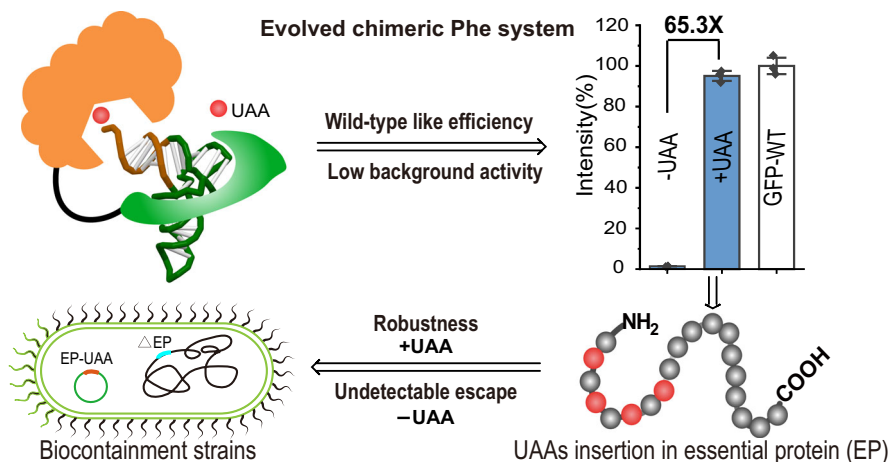 Evolved chimeric Phe system
UAA
Wild-type like efficiency
Low background activity
65.3X
Intensity(%)
120
100
80
60
40
20
0
-UAA
+UAA
GFP-WT
△EP
EP-UAA
Robustness
+UAA
Undetectable escape
−UAA
NH2
COOH
Biocontainment strains
UAAs insertion in essential protein (EP)